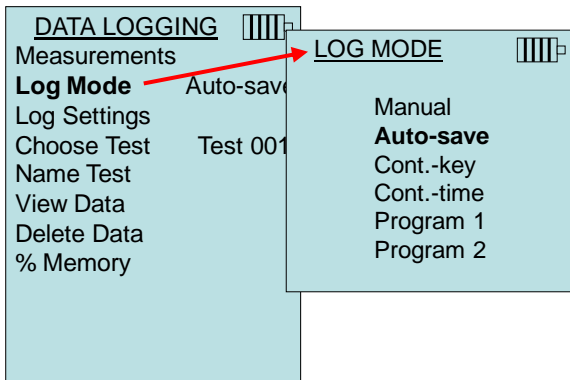 DATA LOGGING
Measurements
Log Mode Auto-save
Log Settings
Choose Test Test 001
Name Test
View Data
Delete Data
% Memory
LOG MODE
Manual
Auto-save
Cont.-key
Cont.-time
Program 1
Program 2